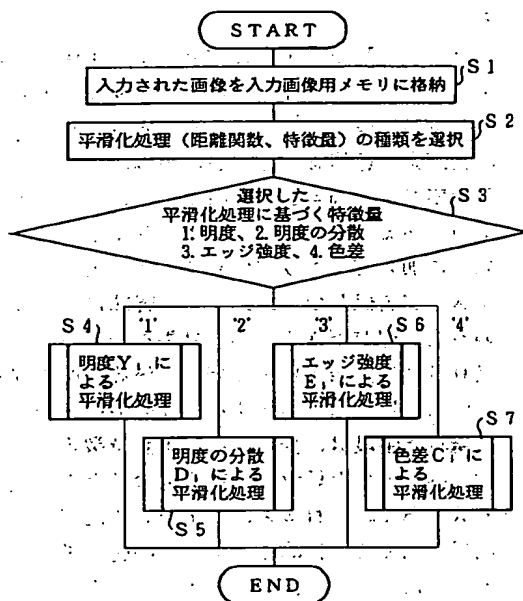 START
S1
入力された画像を入力画像用メモリに格納
S2
平滑化処理（距離関数、特徴量）の種類を選択
S3
選択した
平滑化処理に基づく特徴量
1.明度、2.明度の分散
3.エッジ強度、4.色差
'1'
'2'
'3'
'4'
S4
明度Yiに
よる
平滑化処理
S6
エッジ強度
Eiによる
平滑化処理
S5
明度の分散
Diによる
平滑化処理
S7
色差Ciに
よる
平滑化処理
END